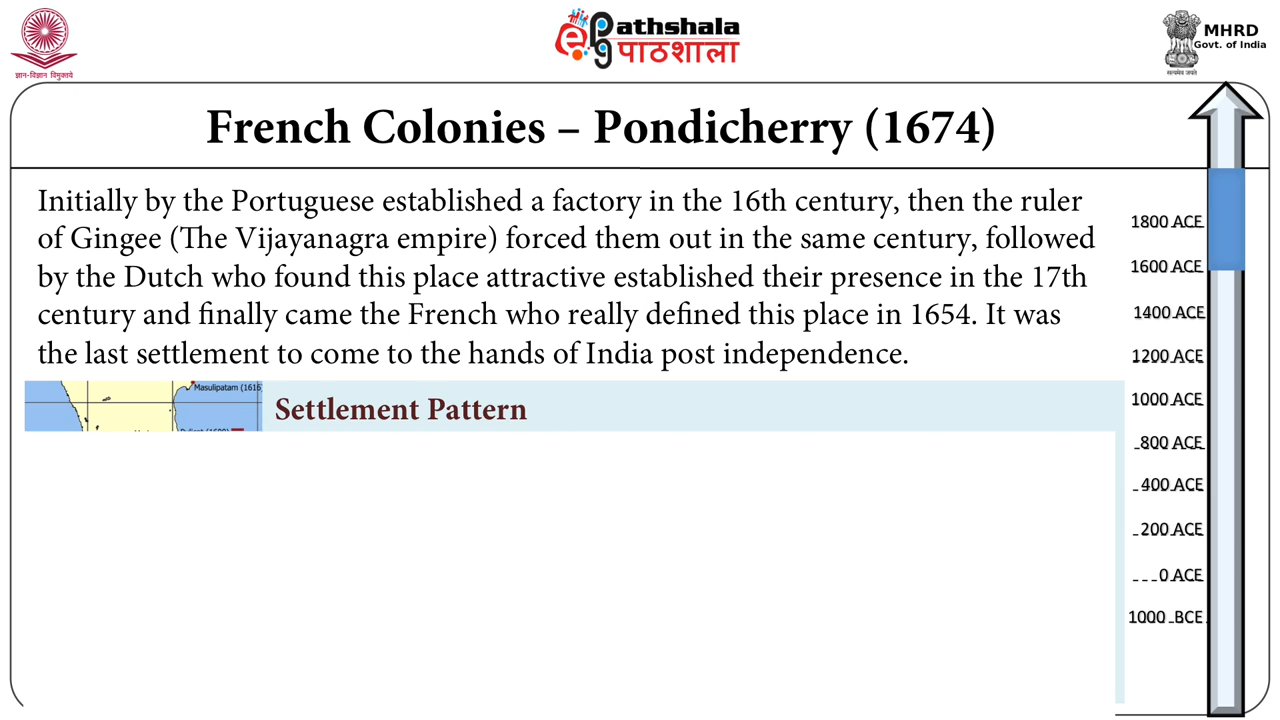 ज्ञान-विज्ञान विमुक्तये
ePathshala
पाठशाला
सत्यमेव जयते
MHRD
Govt. of India
French Colonies – Pondicherry (1674)
Initially by the Portuguese established a factory in the 16th century, then the ruler
of Gingee (The Vijayanagra empire) forced them out in the same century, followed
by the Dutch who found this place attractive established their presence in the 17th
century and finally came the French who really defined this place in 1654. It was
the last settlement to come to the hands of India post independence.
Masulipatam (1616
Settlement Pattern
1800 ACE
1600 ACE
1400 ACE
1200 ACE
1000 ACE
800 ACE
400 ACE
200 ACE
0 ACE
1000 BCE